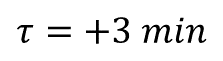 τ = +3 min